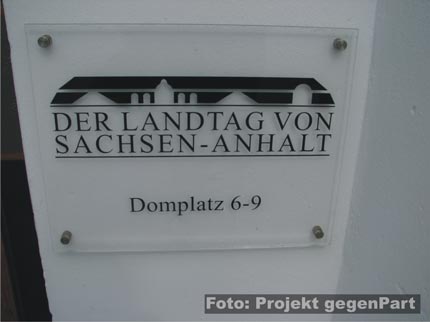 DER LANDTAG VON
SACHSEN-ANHALT
Domplatz 6-9
Foto: Projekt gegenPart